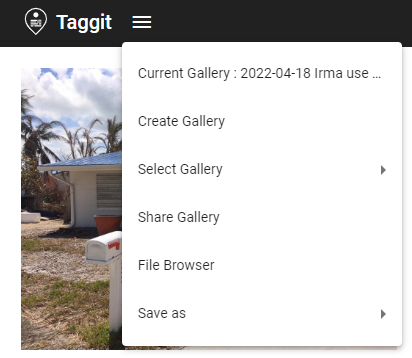 Taggit
Current Gallery : 2022-04-18 Irma use ...
Create Gallery
Select Gallery
Share Gallery
File Browser
Save as